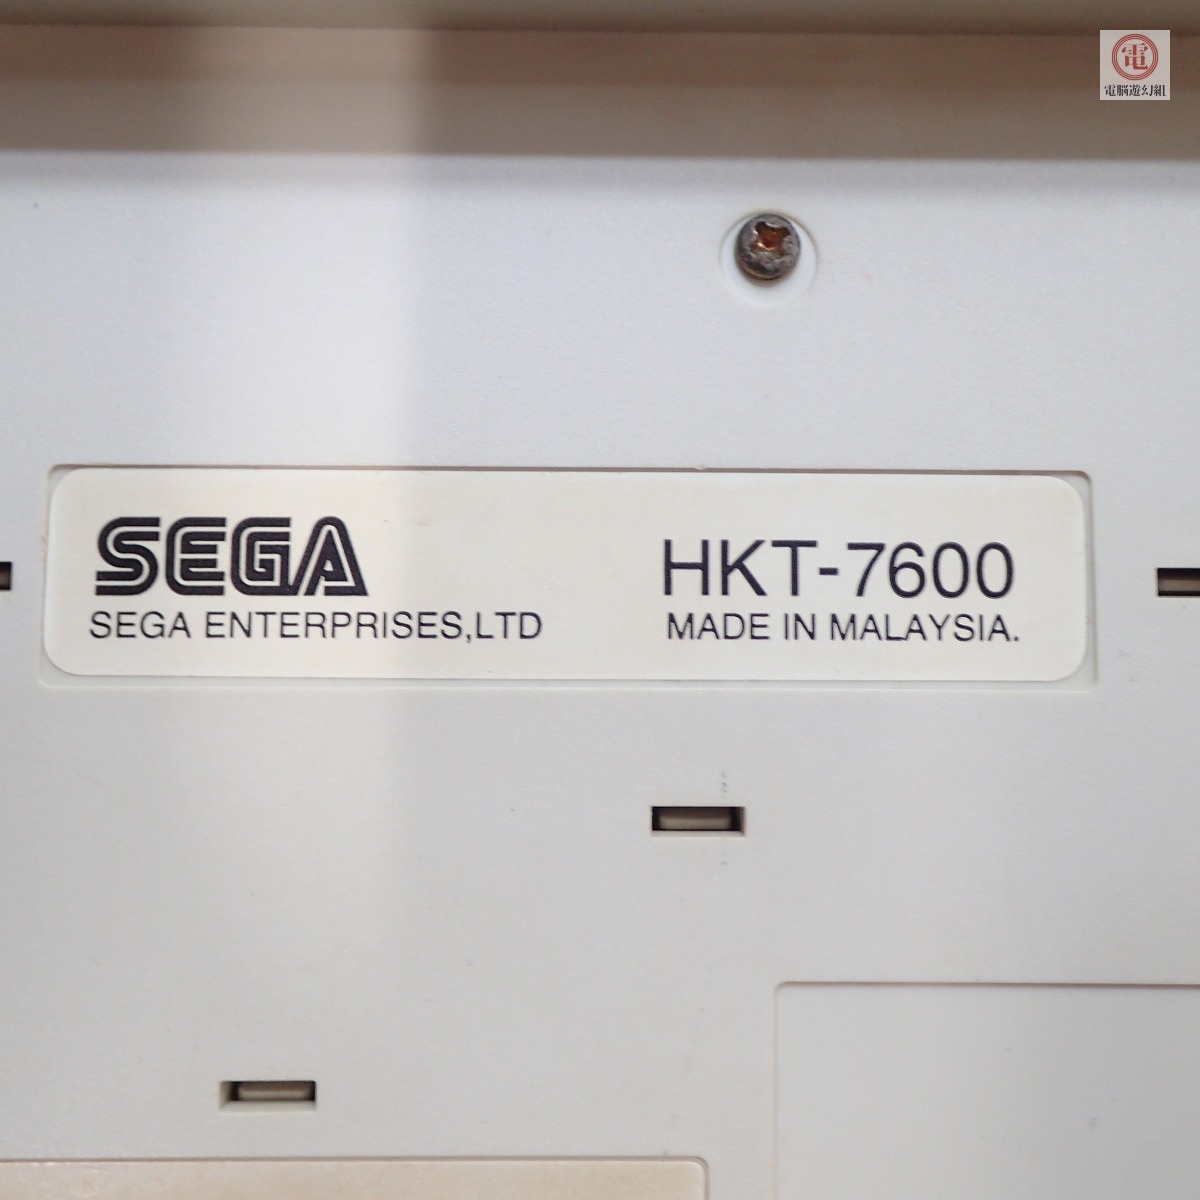 電
電脳遊幻組
SEGA
SEGA ENTERPRISES,LTD
HKT-7600
MADE IN MALAYSIA.